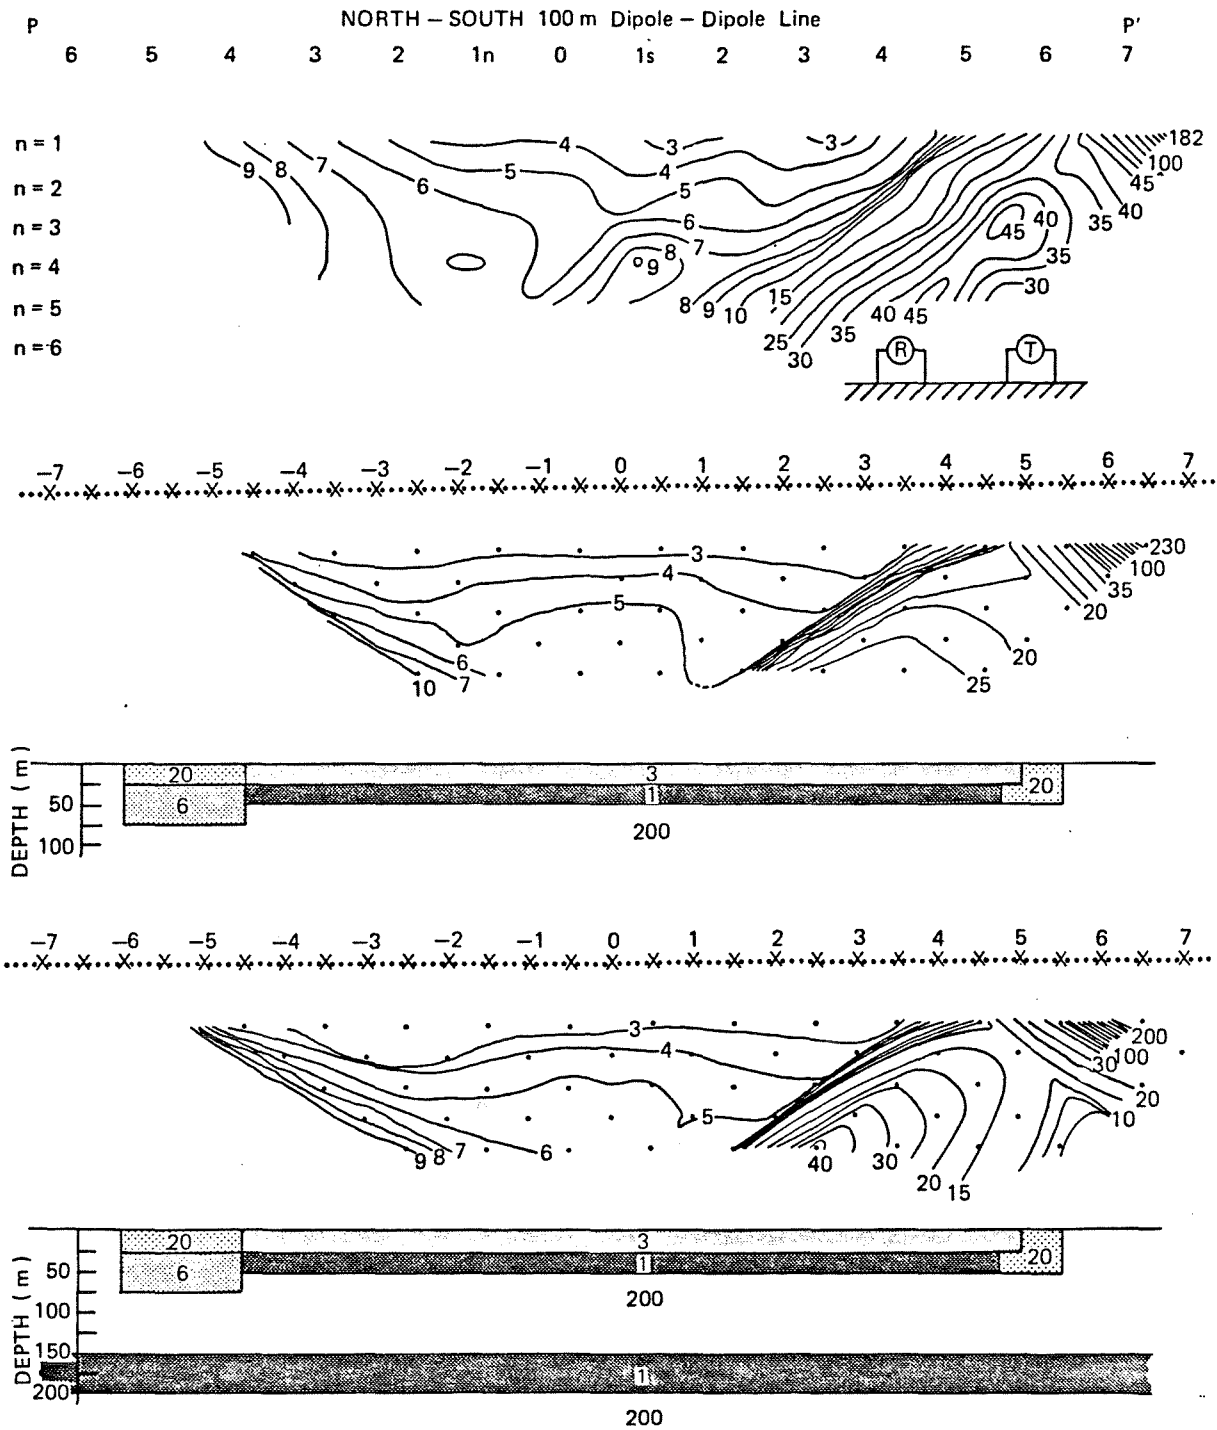 NORTH – SOUTH 100 m Dipole – Dipole Line
P P'
6 5 4 3 2 1n 0 1s 2 3 4 5 6 7
n = 1 4 3 3 182
9 8 7 5 4 100
n = 2 6 5 45
n = 3 6 45 40 35 40
n = 4 9 8 7 35
n = 5 8 9 10 15 40 45 30
n = 6 25 30 35
R T
–7 –6 –5 –4 –3 –2 –1 0 1 2 3 4 5 6 7
3 230
4 100
5 35
20
6 20
10 7 25
DEPTH (m)
20 3
50 6 1 20
100 200
–7 –6 –5 –4 –3 –2 –1 0 1 2 3 4 5 6 7
3 200
4 30 100
5 20
10
9 8 7 6 40 30
20 15
DEPTH (m)
20 3
50 6 1 20
100 200
150
1
200
200